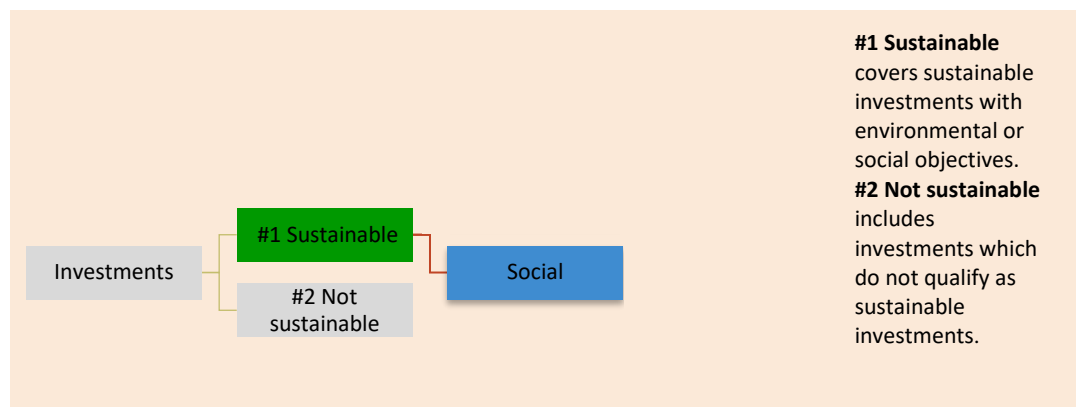 #1 Sustainable
covers sustainable
investments with
environmental or
social objectives.
#2 Not sustainable
includes
investments which
do not qualify as
sustainable
investments.
Investments
#1 Sustainable
#2 Not
sustainable
Social